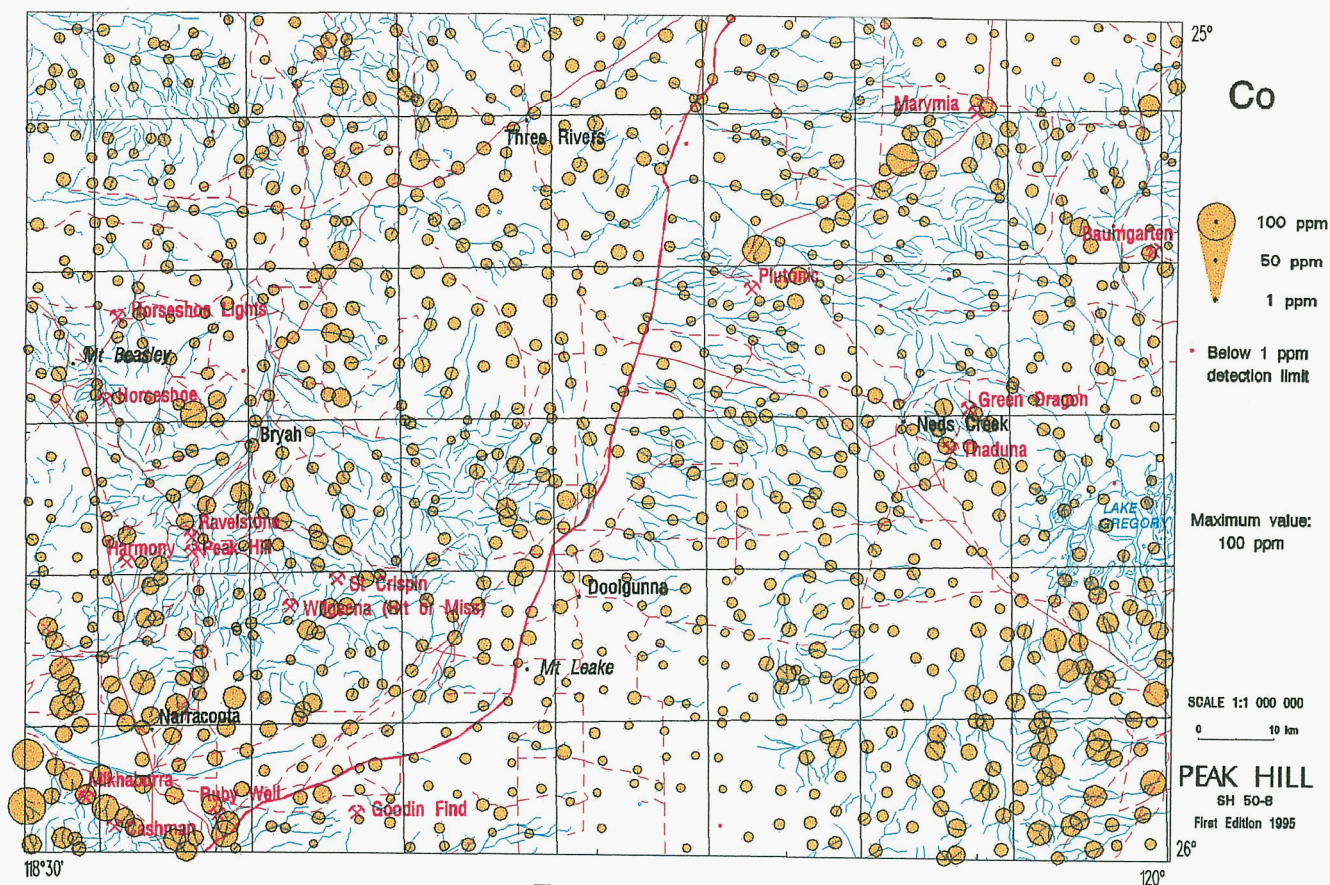 25°
Co
Marymia
Three Rivers
100 ppm
Baumgarten
50 ppm
Plutonic
1 ppm
Horseshoe Lights
Mt Beasley
Below 1 ppm
detection limit
Horseshoe
Green Dragon
Neds Creek
Bryah
Thaduna
LAKE
GREGORY
Ravelstone
Maximum value:
100 ppm
Harmony
Peak Hill
St Crispin
Doolgunna
Wilgeena (Hit or Miss)
Mt Leake
SCALE 1:1 000 000
Narracoota
0
10 km
PEAK HILL
SH 50-8
Mikhaburra
Ruby Well
Goodin Find
First Edition 1995
Cashman
26°
118°30'
120°